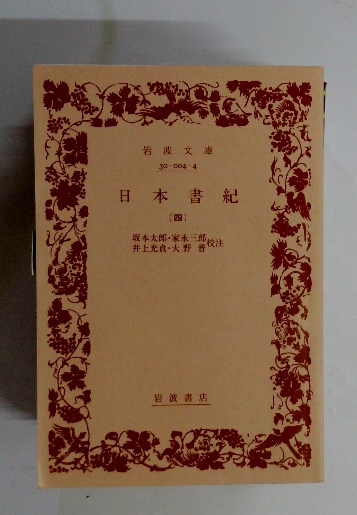 岩波文庫
30-004-4
日本書紀
(四)
坂本太郎・家永三郎
井上光貞・大野晋
校注
岩波書店